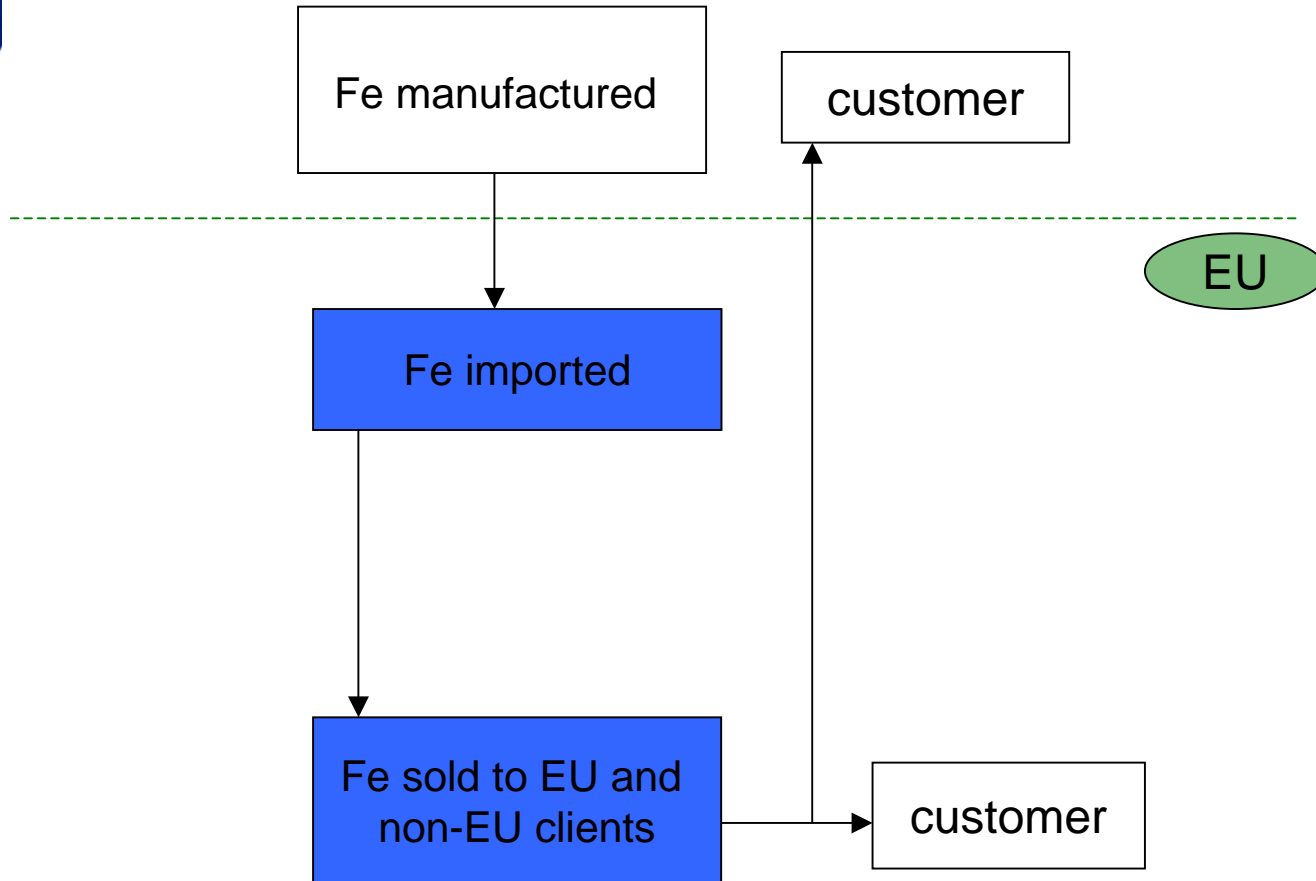 Fe manufactured
customer
EU
Fe imported
Fe sold to EU and
non-EU clients
customer